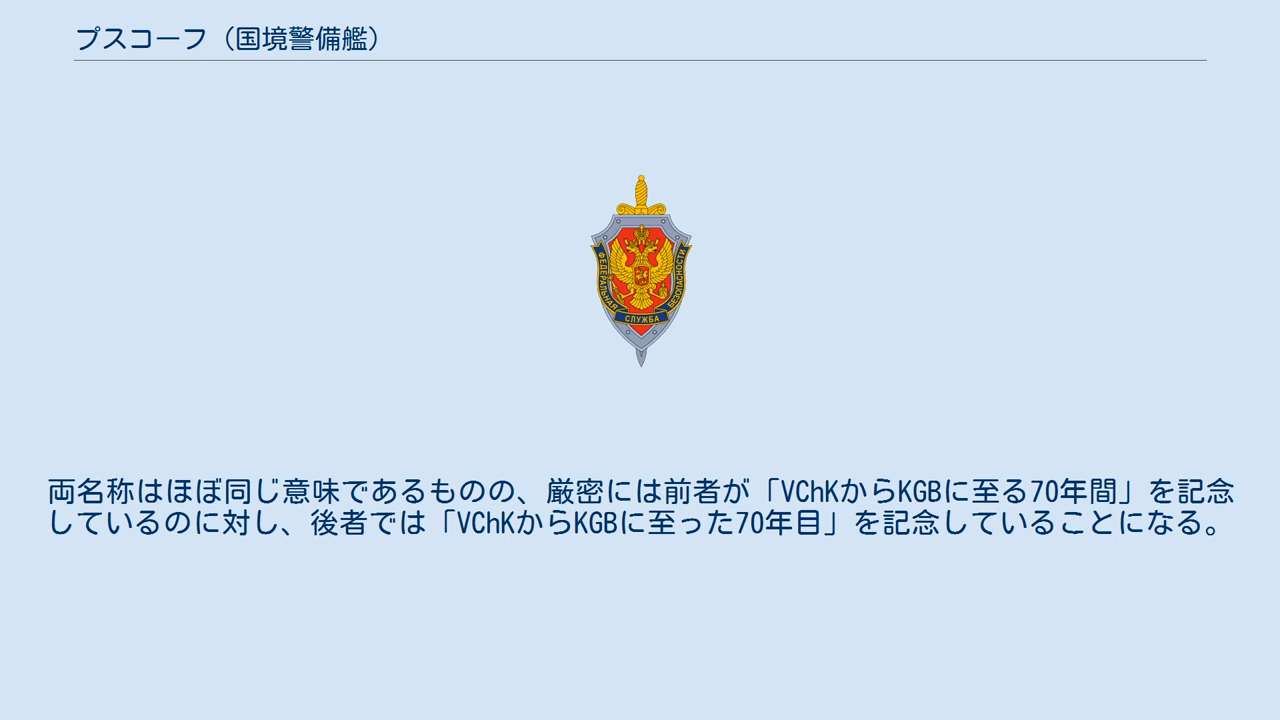 プスコーフ（国境警備艦）
ФЕДЕРАЛЬНАЯ
СЛУЖБА
БЕЗОПАСНОСТИ
両名称はほぼ同じ意味であるものの、厳密には前者が「VChKからKGBに至る70年間」を記念
しているのに対し、後者では「VChKからKGBに至った70年目」を記念していることになる。